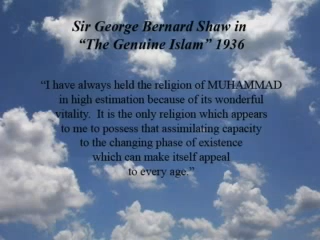 Sir George Bernard Shaw in
“The Genuine Islam” 1936
“I have always held the religion of MUHAMMAD
in high estimation because of its wonderful
vitality.  It is the only religion which appears
to me to possess that assimilating capacity
to the changing phase of existence
which can make itself appeal
to every age.”